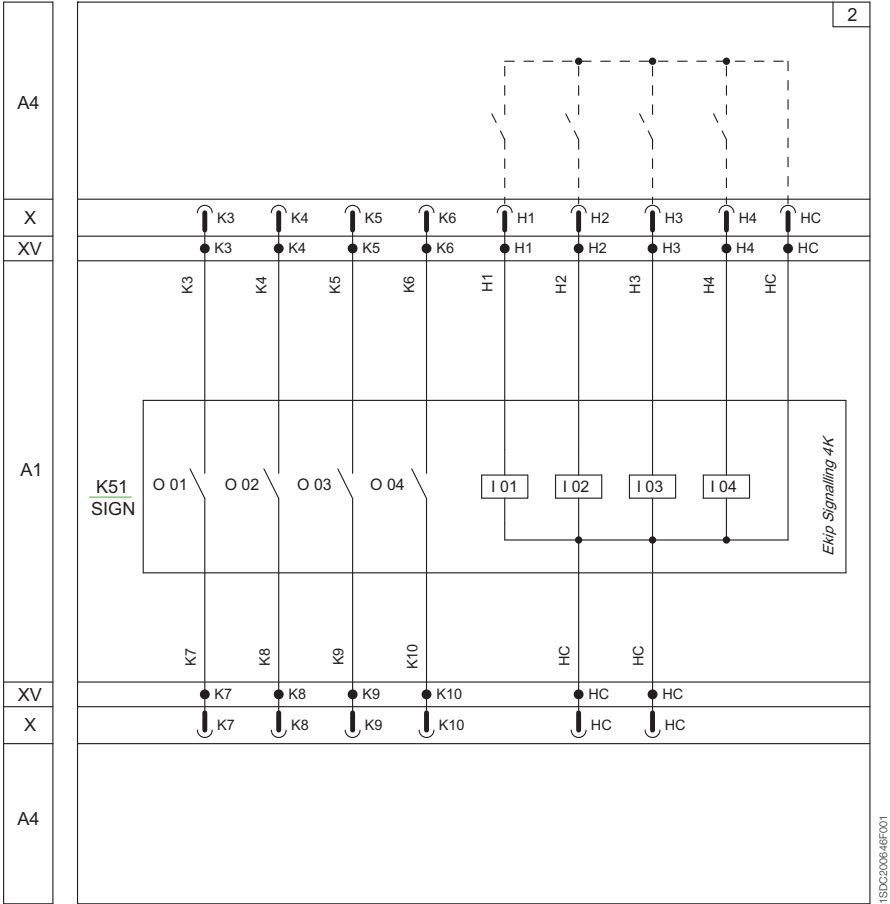 2
A4
X
K3 K4 K5 K6 H1 H2 H3 H4 HC
XV
K3 K4 K5 K6 H1 H2 H3 H4 HC
K3 K4 K5 K6 H1 H2 H3 H4 HC
A1
K51
SIGN
O 01 O 02 O 03 O 04 I 01 I 02 I 03 I 04
Ekip Signalling 4K
K7 K8 K9 K10 HC HC
XV
K7 K8 K9 K10 HC HC
X
K7 K8 K9 K10 HC HC
A4
1SDC200646F001